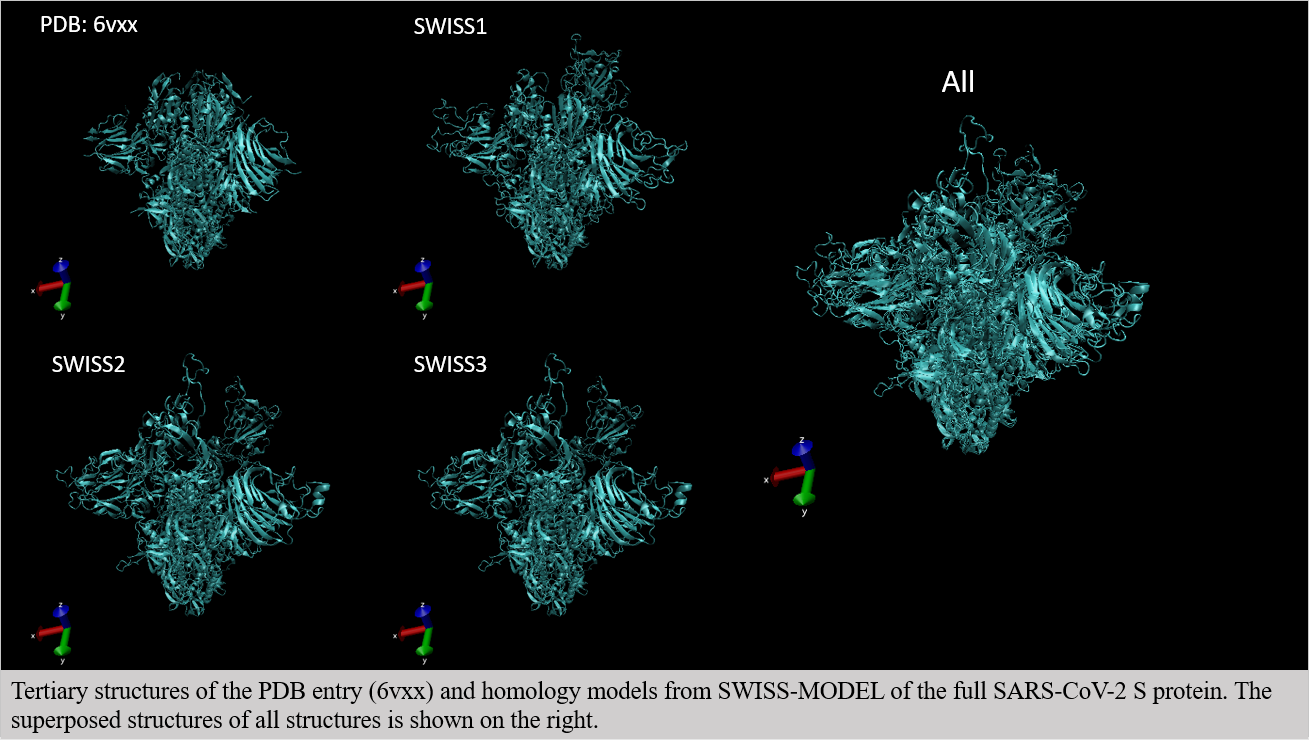 PDB: 6vxx
SWISS1
All
z
x
y
z
x
y
SWISS2
SWISS3
z
x
y
z
x
y
z
x
y
Tertiary structures of the PDB entry (6vxx) and homology models from SWISS-MODEL of the full SARS-CoV-2 S protein. The
superposed structures of all structures is shown on the right.